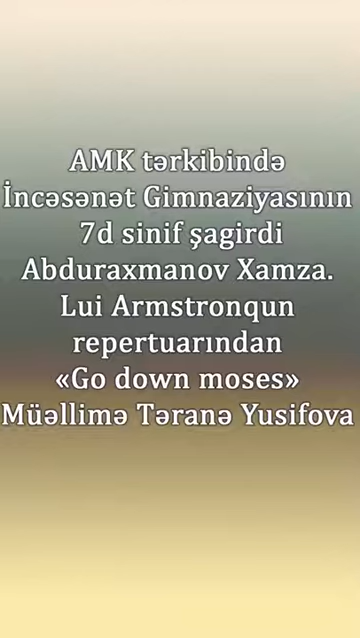 AMK tərkibində
İncəsənət Gimnaziyasının
7d sinif şagirdi
Abduraxmanov Xamza.
Lui Armstronqun
repertuarından
«Go down moses»
Müəllimə Təranə Yusifova